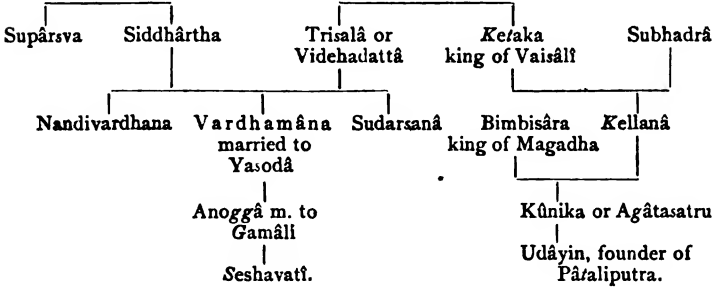 Supârsva Siddhârtha Trisalâ or Ketaka Subhadrâ
Videhadattâ king of Vaisâlî
Nandivardhana Vardhamâna Sudarsanâ Bimbisâra Kellanâ
married to king of Magadha
Yasodâ
Anoggâ m. to Kûnika or Agâtasatru
Gamâli
Udâyin, founder of
Seshavatî. Pâtaliputra.